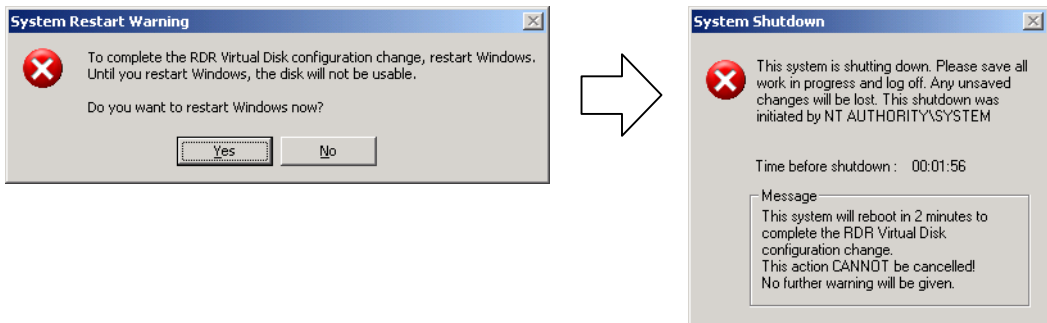 System Restart Warning
To complete the RDR Virtual Disk configuration change, restart Windows.
Until you restart Windows, the disk will not be usable.
Do you want to restart Windows now?
Yes
No
System Shutdown
This system is shutting down. Please save all
work in progress and log off. Any unsaved
changes will be lost. This shutdown was
initiated by NT AUTHORITY\SYSTEM
Time before shutdown : 00:01:56
Message
This system will reboot in 2 minutes to
complete the RDR Virtual Disk
configuration change.
This action CANNOT be cancelled!
No further warning will be given.